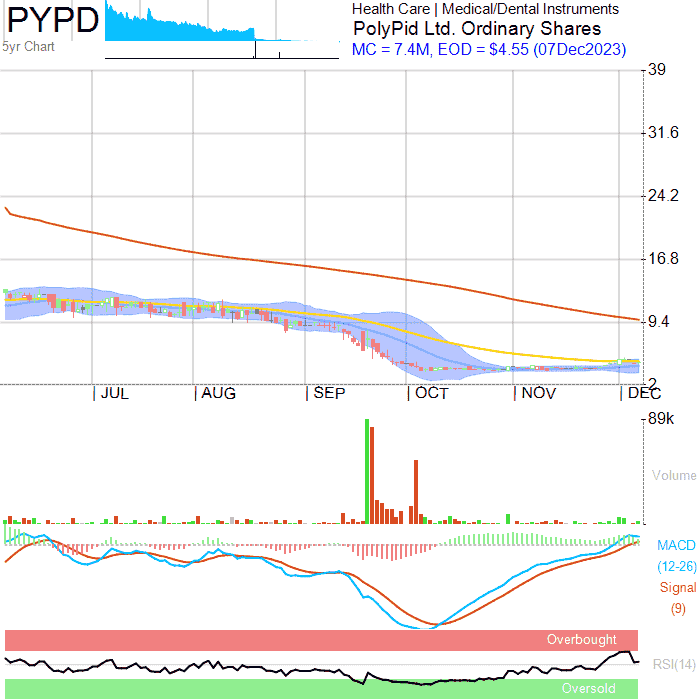 PYPD
5yr Chart
Health Care | Medical/Dental Instruments
PolyPid Ltd. Ordinary Shares
MC = 7.4M, EOD = $4.55 (07Dec2023)
39
31.6
24.2
16.8
9.4
2
JUL
AUG
SEP
OCT
NOV
DEC
89k
Volume
MACD
(12-26)
Signal
(9)
Overbought
RSI(14)
Oversold